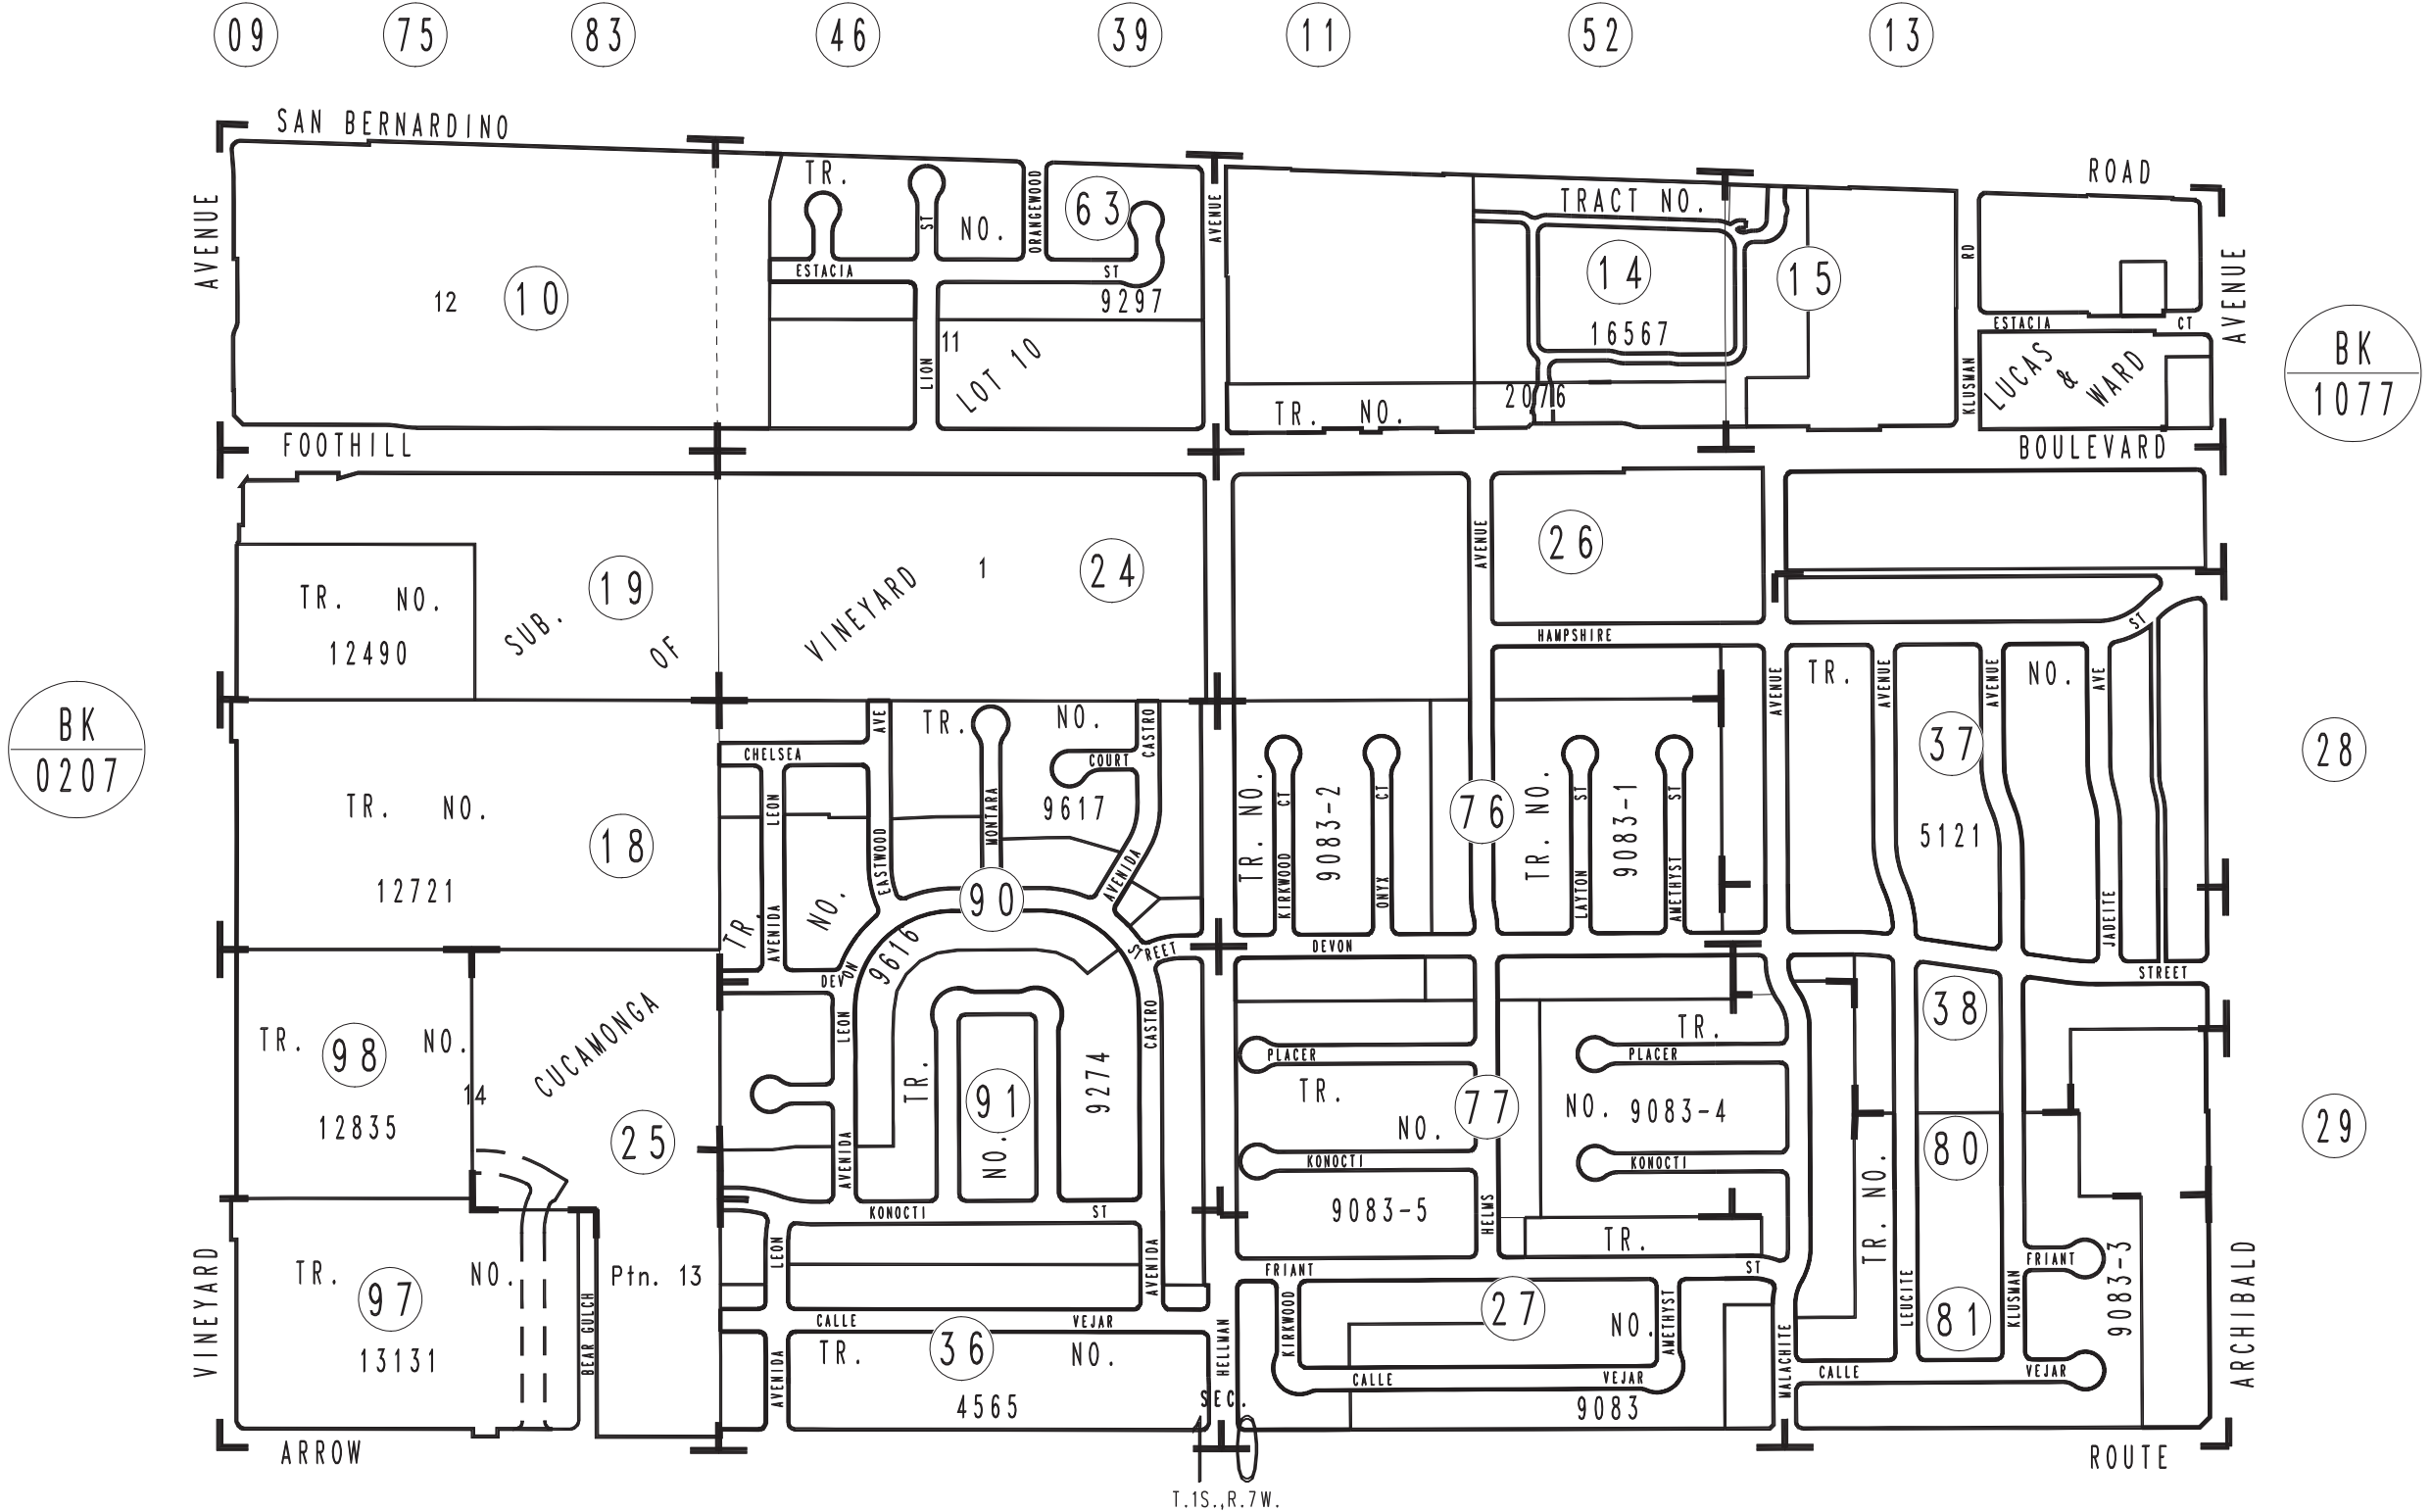 09 75 83 46 39 11 52 13
SAN BERNARDINO
ROAD
AVENUE
TR.
NO.
ST
ORANGEWOOD
63
AVENUE
TRACT NO.
ESTACIA
ST
9297
12
10
11
LION
LOT 10
14
16567
15
RD
AVENUE
ESTACIA
CT
KLUSMAN
LUCAS
&
WARD
BK
1077
TR. NO.
2076
FOOTHILL
BOULEVARD
TR. NO.
12490
19
SUB.
OF
VINEYARD
1
24
AVENUE
26
HAMPSHIRE
ST
BK
0207
TR. NO.
12721
18
CHELSEA
AVE
TR.
NO.
CASTRO
COURT
LEON
MONTARA
9617
EASTWOOD
AVENIDA
90
TR.
NO.
AVENIDA
DEVON
9616
STREET
TR. NO.
KIRKWOOD
CT
9083-2
ONYX
CT
76
TR. NO.
LAYTON
ST
9083-1
AMETHYST
ST
AVENUE
TR.
AVENUE
AVENUE
NO.
AVE
37
5121
JADEITE
28
DEVON
STREET
TR.
98
NO.
12835
14
CUCAMONGA
25
LEON
AVENIDA
TR.
91
NO.
9274
CASTRO
PLACER
TR.
NO.
KONOCTI
9083-5
77
HELMS
TR.
PLACER
NO.
9083-4
KONOCTI
TR.
38
80
TR. NO.
29
KONOCTI
ST
VINEYARD
TR.
NO.
97
13131
BEAR GULCH
Ptn. 13
LEON
AVENIDA
AVENIDA
CALLE
VEJAR
TR.
36
NO.
4565
HELLMAN
FRIANT
ST
KIRKWOOD
27
NO.
AMETHYST
CALLE
VEJAR
9083
MALACHITE
LEUCITE
81
KLUSMAN
FRIANT
9083-3
CALLE
VEJAR
ARCHIBALD
ARROW
ROUTE
SEC.
10
T.1S.,R.7W.